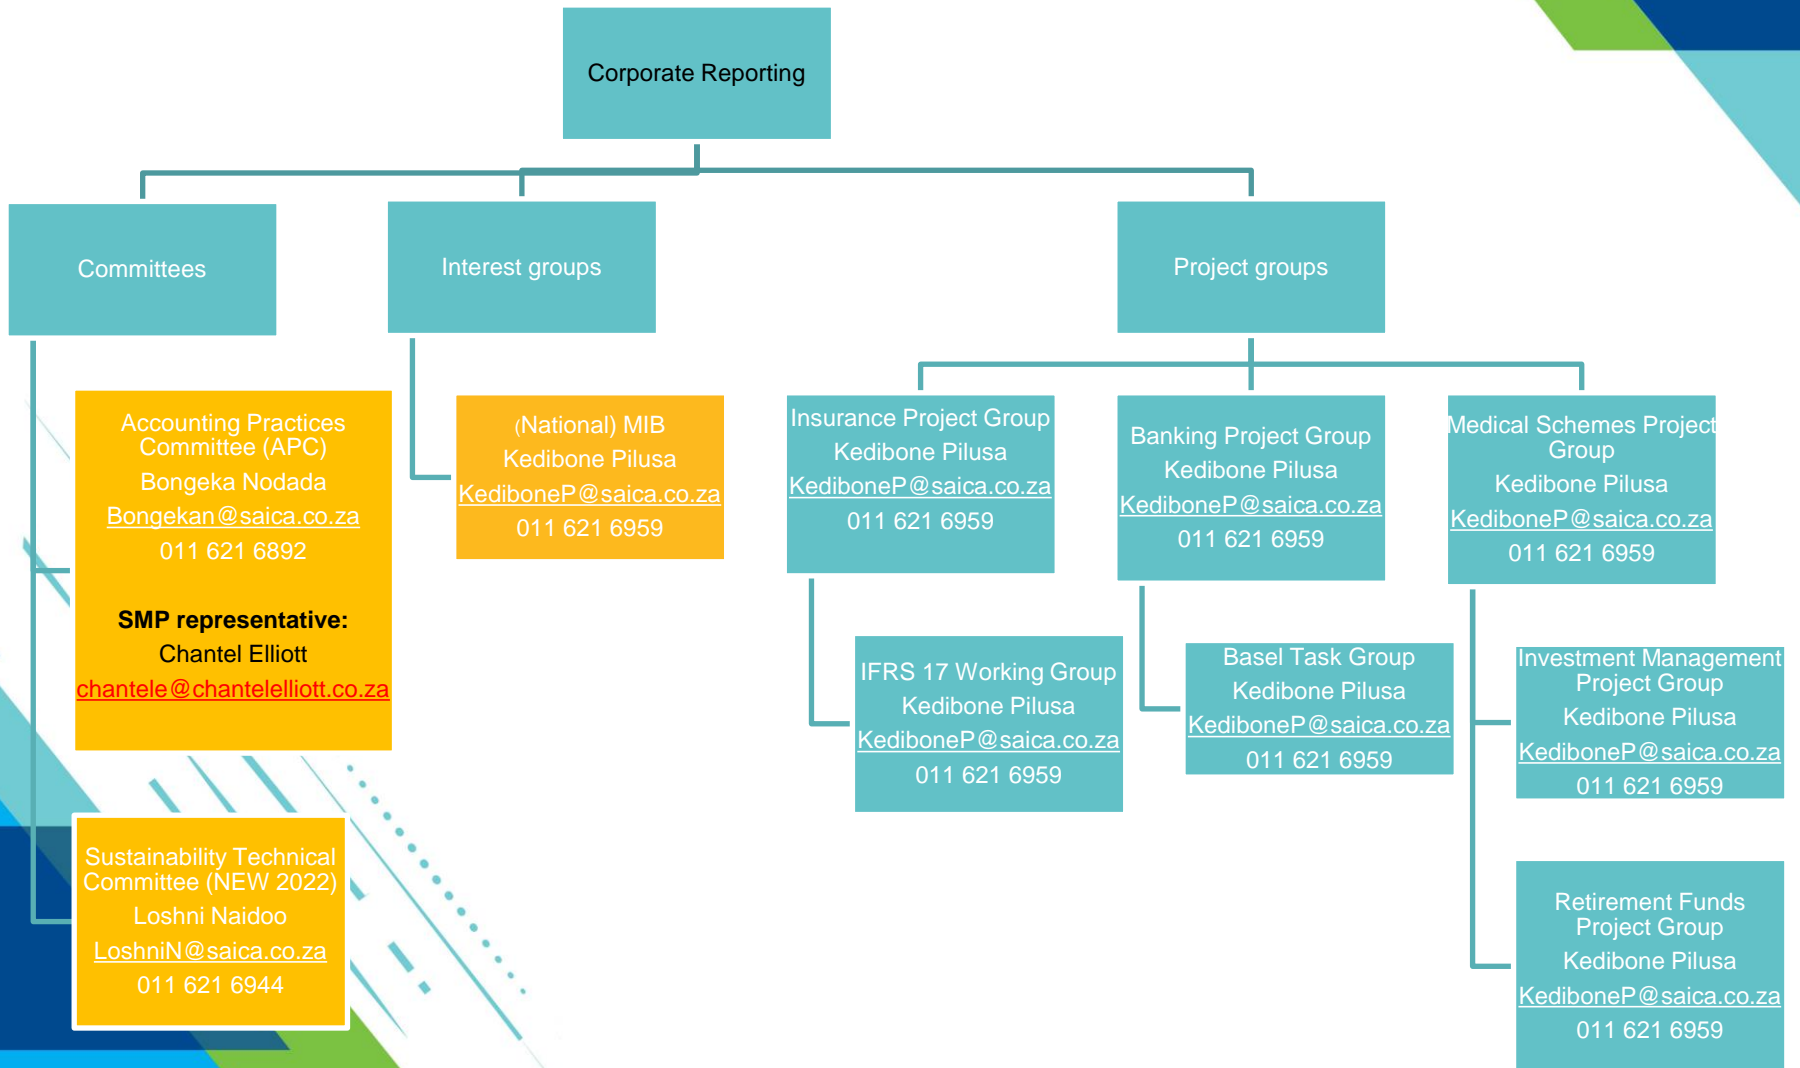 Corporate Reporting
Committees
Interest groups
Project groups
Accounting Practices
Committee (APC)
Bongeka Nodada
Bongekan@saica.co.za
011 621 6892
SMP representative:
Chantel Elliott
chantele@chantelelliott.co.za
Sustainability Technical
Committee (NEW 2022)
Loshni Naidoo
LoshniN@saica.co.za
011 621 6944
(National) MIB
Kedibone Pilusa
KediboneP@saica.co.za
011 621 6959
Insurance Project Group
Kedibone Pilusa
KediboneP@saica.co.za
011 621 6959
IFRS 17 Working Group
Kedibone Pilusa
KediboneP@saica.co.za
011 621 6959
Banking Project Group
Kedibone Pilusa
KediboneP@saica.co.za
011 621 6959
Basel Task Group
Kedibone Pilusa
KediboneP@saica.co.za
011 621 6959
Medical Schemes Project
Group
Kedibone Pilusa
KediboneP@saica.co.za
011 621 6959
Investment Management
Project Group
Kedibone Pilusa
KediboneP@saica.co.za
011 621 6959
Retirement Funds
Project Group
Kedibone Pilusa
KediboneP@saica.co.za
011 621 6959